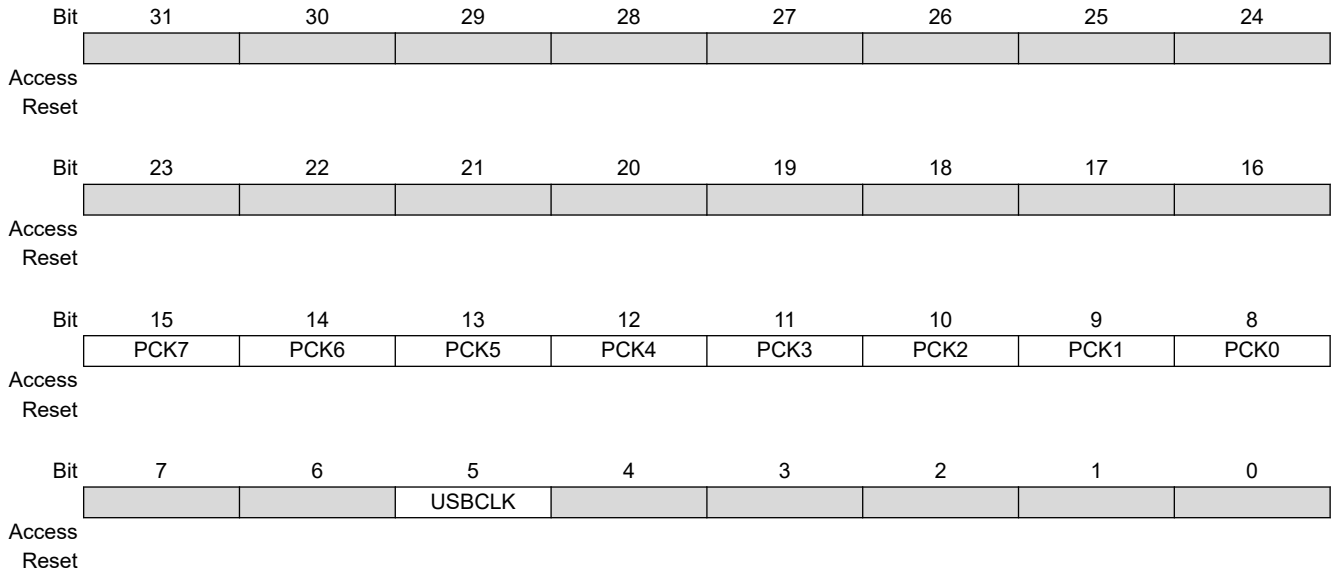 Bit 31 30 29 28 27 26 25 24
Access
Reset
Bit 23 22 21 20 19 18 17 16
Access
Reset
Bit 15 14 13 12 11 10 9 8
PCK7 PCK6 PCK5 PCK4 PCK3 PCK2 PCK1 PCK0
Access
Reset
Bit 7 6 5 4 3 2 1 0
USBCLK
Access
Reset